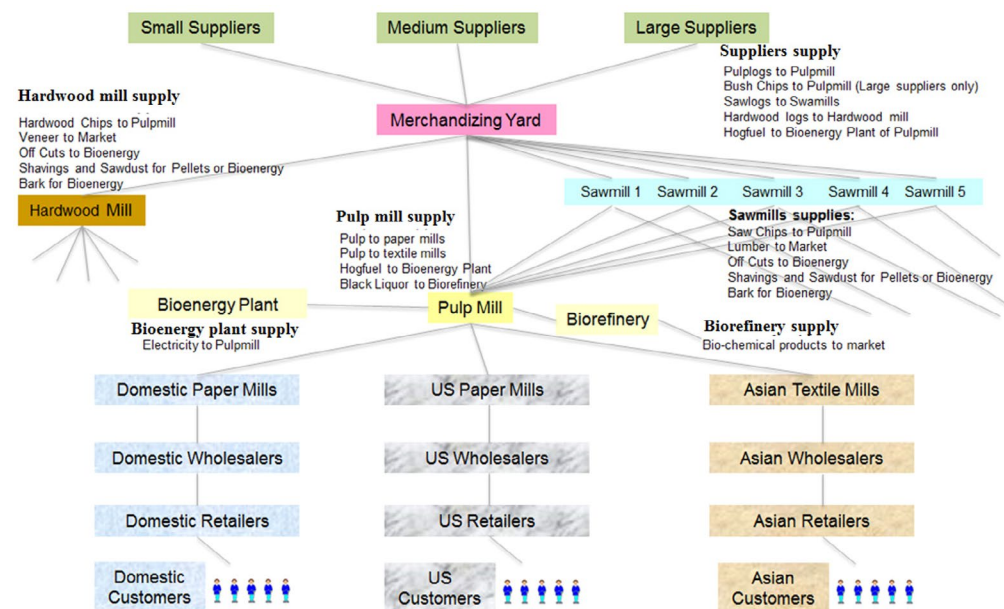 Small Suppliers
Medium Suppliers
Large Suppliers
Suppliers supply
Pulplogs to Pulpmill
Bush Chips to Pulpmill (Large suppliers only)
Sawlogs to Swamills
Hardwood logs to Hardwood mill
Hogfuel to Bioenergy Plant of Pulpmill
Hardwood mill supply
Hardwood Chips to Pulpmill
Veneer to Market
Off Cuts to Bioenergy
Shavings and Sawdust for Pellets or Bioenergy
Bark for Bioenergy
Merchandizing Yard
Hardwood Mill
Sawmill 1
Sawmill 2
Sawmill 3
Sawmill 4
Sawmill 5
Sawmills supplies:
Saw Chips to Pulpmill
Lumber to Market
Off Cuts to Bioenergy
Shavings and Sawdust for Pellets or Bioenergy
Bark for Bioenergy
Pulp mill supply
Pulp to paper mills
Pulp to textile mills
Hogfuel to Bioenergy Plant
Black Liquor to Biorefinery
Bioenergy Plant
Pulp Mill
Biorefinery
Bioenergy plant supply
Electricity to Pulpmill
Biorefinery supply
Bio-chemical products to market
Domestic Paper Mills
US Paper Mills
Asian Textile Mills
Domestic Wholesalers
US Wholesalers
Asian Wholesalers
Domestic Retailers
US Retailers
Asian Retailers
Domestic
Customers
US
Customers
Asian
Customers